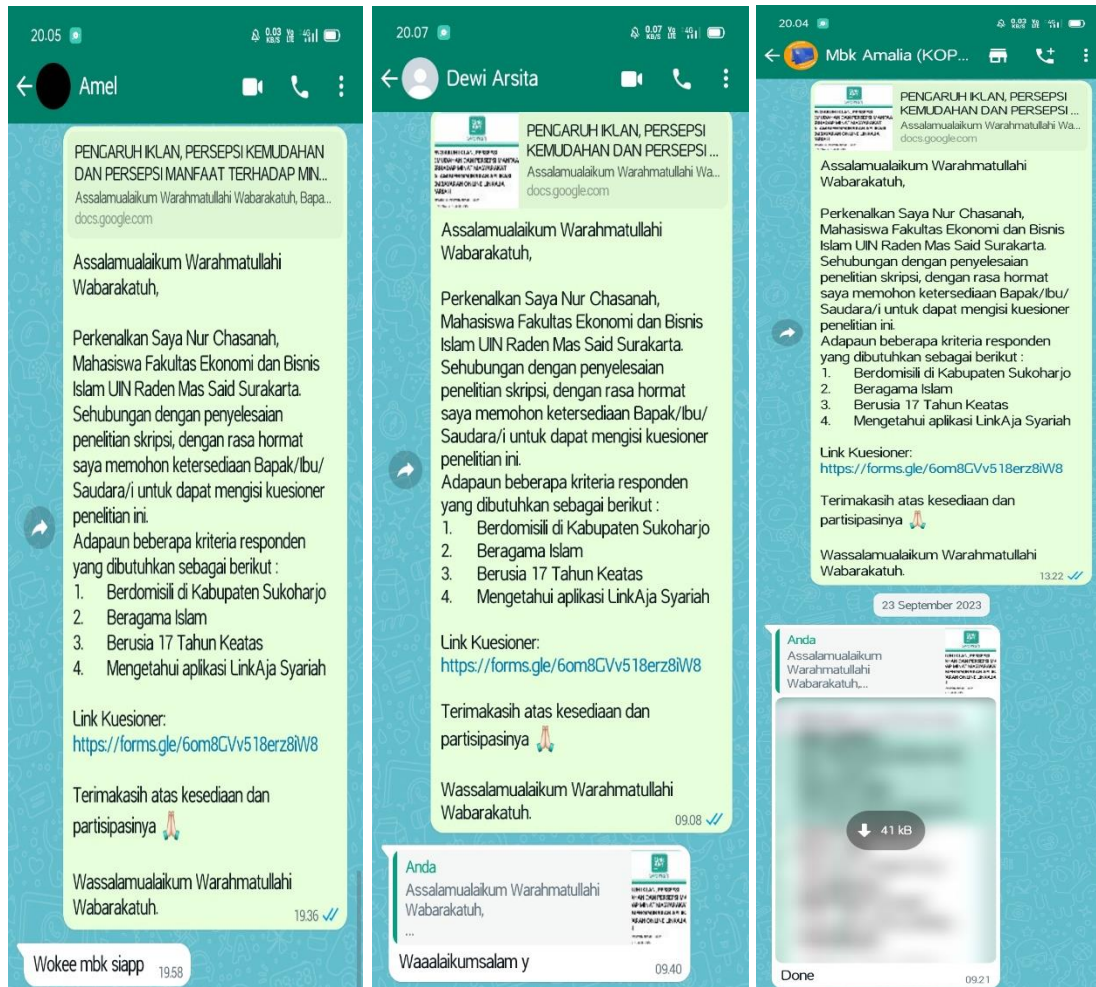 20.05
0.03 KB/S
Amel
PENGARUH IKLAN, PERSEPSI KEMUDAHAN
DAN PERSEPSI MANFAAT TERHADAP MIN...
Assalamualaikum Warahmatullahi Wabarakatuh, Bapa...
docs.google.com
Assalamualaikum Warahmatullahi
Wabarakatuh,
Perkenalkan Saya Nur Chasanah,
Mahasiswa Fakultas Ekonomi dan Bisnis
Islam UIN Raden Mas Said Surakarta.
Sehubungan dengan penyelesaian
penelitian skripsi, dengan rasa hormat
saya memohon ketersediaan Bapak/Ibu/
Saudara/i untuk dapat mengisi kuesioner
penelitian ini.
Adapaun beberapa kriteria responden
yang dibutuhkan sebagai berikut :
1. Berdomisili di Kabupaten Sukoharjo
2. Beragama Islam
3. Berusia 17 Tahun Keatas
4. Mengetahui aplikasi LinkAja Syariah
Link Kuesioner:
https://forms.gle/6om8GVv518erz8iW8
Terimakasih atas kesediaan dan
partisipasinya 🙏🏻
Wassalamualaikum Warahmatullahi
Wabarakatuh.
19.36
Wokee mbk siapp 19.58
20.07
0.07 KB/S
Dewi Arsita
PENGARUH IKLAN, PERSEPSI
KEMUDAHAN DAN PERSEPSI ...
Assalamualaikum Warahmatullahi Wa...
docs.google.com
Assalamualaikum Warahmatullahi
Wabarakatuh,
Perkenalkan Saya Nur Chasanah,
Mahasiswa Fakultas Ekonomi dan Bisnis
Islam UIN Raden Mas Said Surakarta.
Sehubungan dengan penyelesaian
penelitian skripsi, dengan rasa hormat
saya memohon ketersediaan Bapak/Ibu/
Saudara/i untuk dapat mengisi kuesioner
penelitian ini.
Adapaun beberapa kriteria responden
yang dibutuhkan sebagai berikut :
1. Berdomisili di Kabupaten Sukoharjo
2. Beragama Islam
3. Berusia 17 Tahun Keatas
4. Mengetahui aplikasi LinkAja Syariah
Link Kuesioner:
https://forms.gle/6om8GVv518erz8iW8
Terimakasih atas kesediaan dan
partisipasinya 🙏🏻
Wassalamualaikum Warahmatullahi
Wabarakatuh.
09.08
Anda
Assalamualaikum Warahmatullahi
Wabarakatuh,
...
Waaalaikumsalam y 09.40
20.04
0.03 KB/S
Mbk Amalia (KOP...
PENGARUH IKLAN, PERSEPSI
KEMUDAHAN DAN PERSEPSI ...
Assalamualaikum Warahmatullahi Wa...
docs.google.com
Assalamualaikum Warahmatullahi
Wabarakatuh,
Perkenalkan Saya Nur Chasanah,
Mahasiswa Fakultas Ekonomi dan Bisnis
Islam UIN Raden Mas Said Surakarta.
Sehubungan dengan penyelesaian
penelitian skripsi, dengan rasa hormat
saya memohon ketersediaan Bapak/Ibu/
Saudara/i untuk dapat mengisi kuesioner
penelitian ini.
Adapaun beberapa kriteria responden
yang dibutuhkan sebagai berikut :
1. Berdomisili di Kabupaten Sukoharjo
2. Beragama Islam
3. Berusia 17 Tahun Keatas
4. Mengetahui aplikasi LinkAja Syariah
Link Kuesioner:
https://forms.gle/6om8GVv518erz8iW8
Terimakasih atas kesediaan dan
partisipasinya 🙏🏻
Wassalamualaikum Warahmatullahi
Wabarakatuh.
13.22
23 September 2023
Anda
Assalamualaikum
Warahmatullahi
Wabarakatuh,...
41 kB
Done 09.21